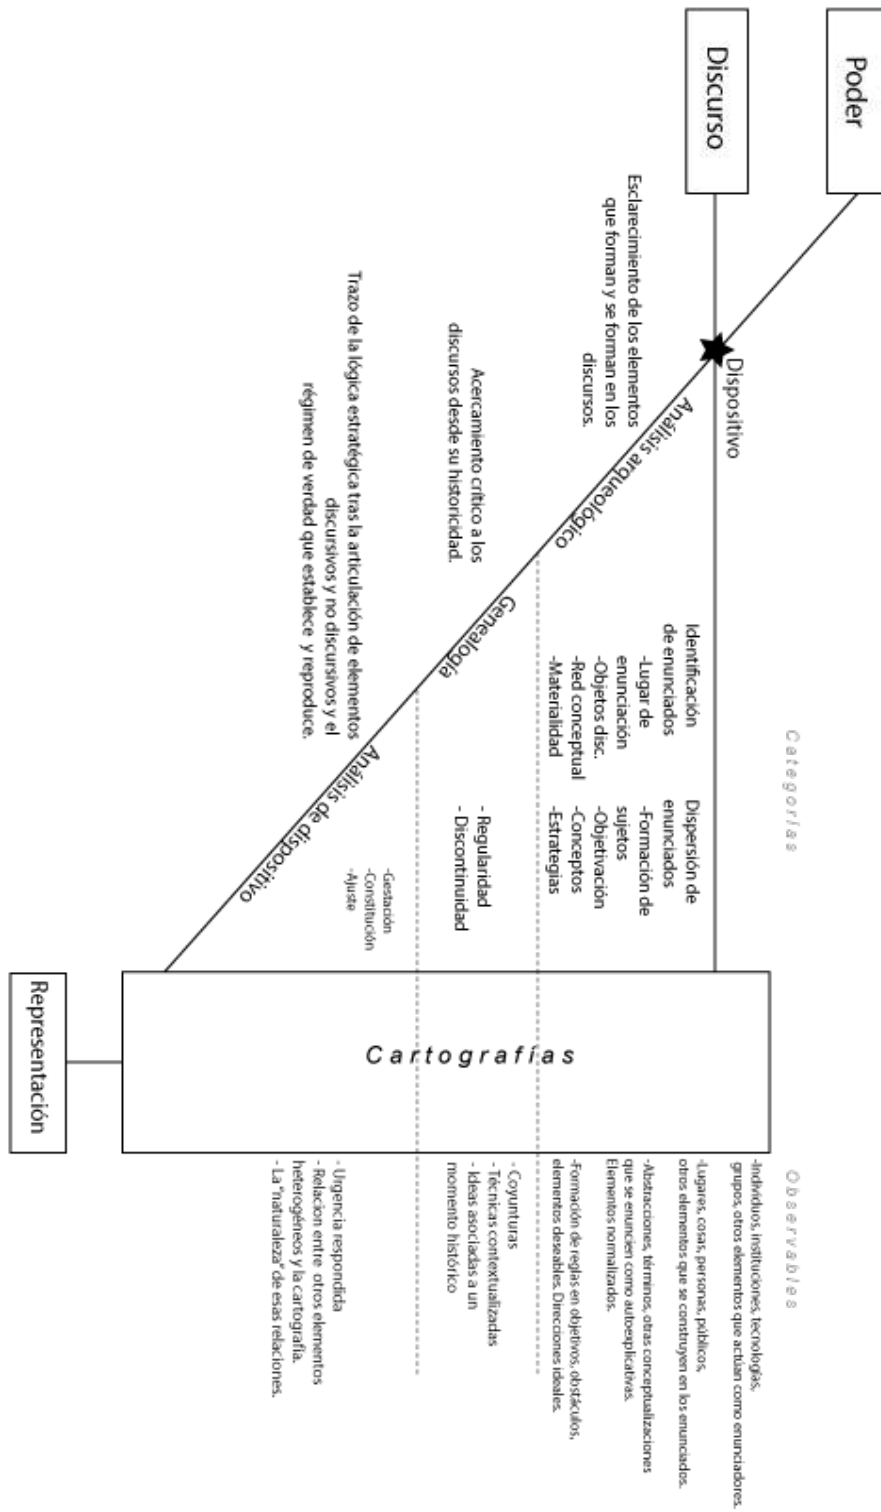 Poder
Discurso
Dispositivo
Categorías
Observables
Esclarecimiento de los elementos
que forman y se forman en los
discursos.
Análisis arqueológico
Identificación
de enunciados
-Lugar de
enunciación
-Objetos disc.
-Red conceptual
-Materialidad
Dispersión de
enunciados
-Formación de
sujetos
-Objetivación
-Conceptos
-Estrategias
-Individuos, instituciones, tecnologías,
grupos, otros elementos que actúan como enunciadores.
-Lugares, cosas, personas, públicos,
otros elementos que se construyen en los enunciados.
-Abstracciones, términos, otras conceptualizaciones
que se enuncien como autoexplicativas.
Elementos normalizados.
-Formación de reglas en objetivos, obstáculos,
elementos deseables. Direcciones ideales.
Acercamiento crítico a los
discursos desde su historicidad.
Genealogía
- Regularidad
- Discontinuidad
- Coyunturas
- Técnicas contextualizadas
- Ideas asociadas a un
momento histórico
Trazo de la lógica estratégica tras la articulación de elementos
discursivos y no discursivos y el
régimen de verdad que establece y reproduce.
Análisis de dispositivo
-Gestación
-Constitución
-Ajuste
- Urgencia respondida
- Relacion entre otros elementos
heterogéneos y la cartografía.
- La "naturaleza" de esas relaciones.
Cartografías
Representación